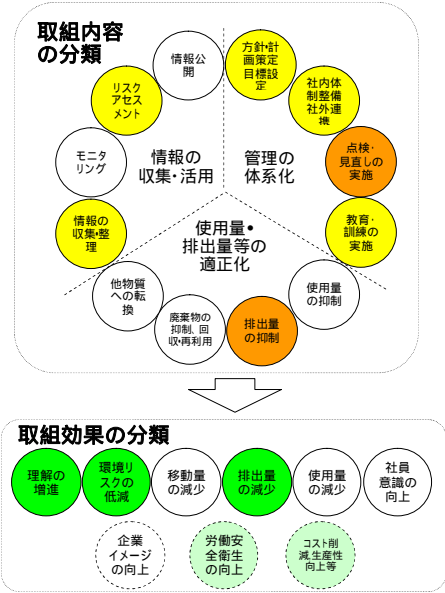 取組内容
の分類
情報公
開
方針・計
画策定
目標設
定
リスク
アセス
メント
社内体
制整備
社外連
携
モニタ
リング
情報の
収集・活用
管理の
体系化
点検・
見直しの
実施
情報の
収集・整
理
使用量・
排出量等の
適正化
教育・
訓練の
実施
他物質
への転
換
廃棄物の
抑制、回
収・再利用
排出量
の抑制
使用量
の抑制
取組効果の分類
理解の
増進
環境リ
スクの
低減
移動量
の減少
排出量
の減少
使用量
の減少
社員
意識の
向上
企業
イメージ
の向上
労働安
全衛生
の向上
コスト削
減、生産性
向上等